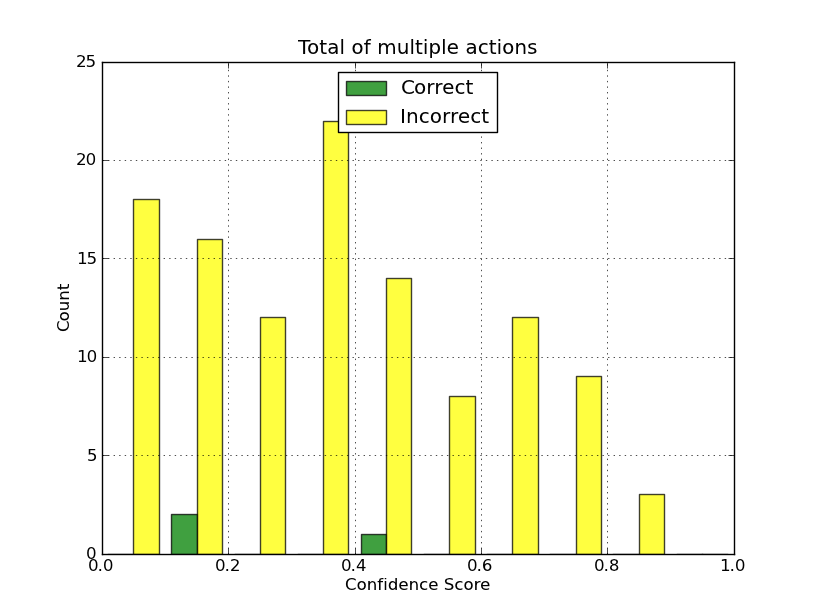 Total of multiple actions
Correct
Incorrect
25
20
15
10
5
0
Count
0.0 0.2 0.4 0.6 0.8 1.0
Confidence Score